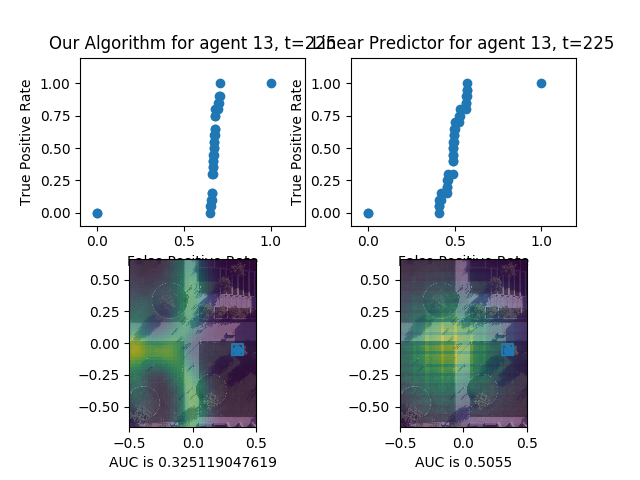 Our Algorithm for agent 13, t=225
Linear Predictor for agent 13, t=225
True Positive Rate
1.00
0.75
0.50
0.25
0.00
0.0 0.5 1.0
False Positive Rate
True Positive Rate
1.00
0.75
0.50
0.25
0.00
0.0 0.5 1.0
False Positive Rate
0.50
0.25
0.00
−0.25
−0.50
−0.5 0.0 0.5
AUC is 0.325119047619
0.50
0.25
0.00
−0.25
−0.50
−0.5 0.0 0.5
AUC is 0.5055